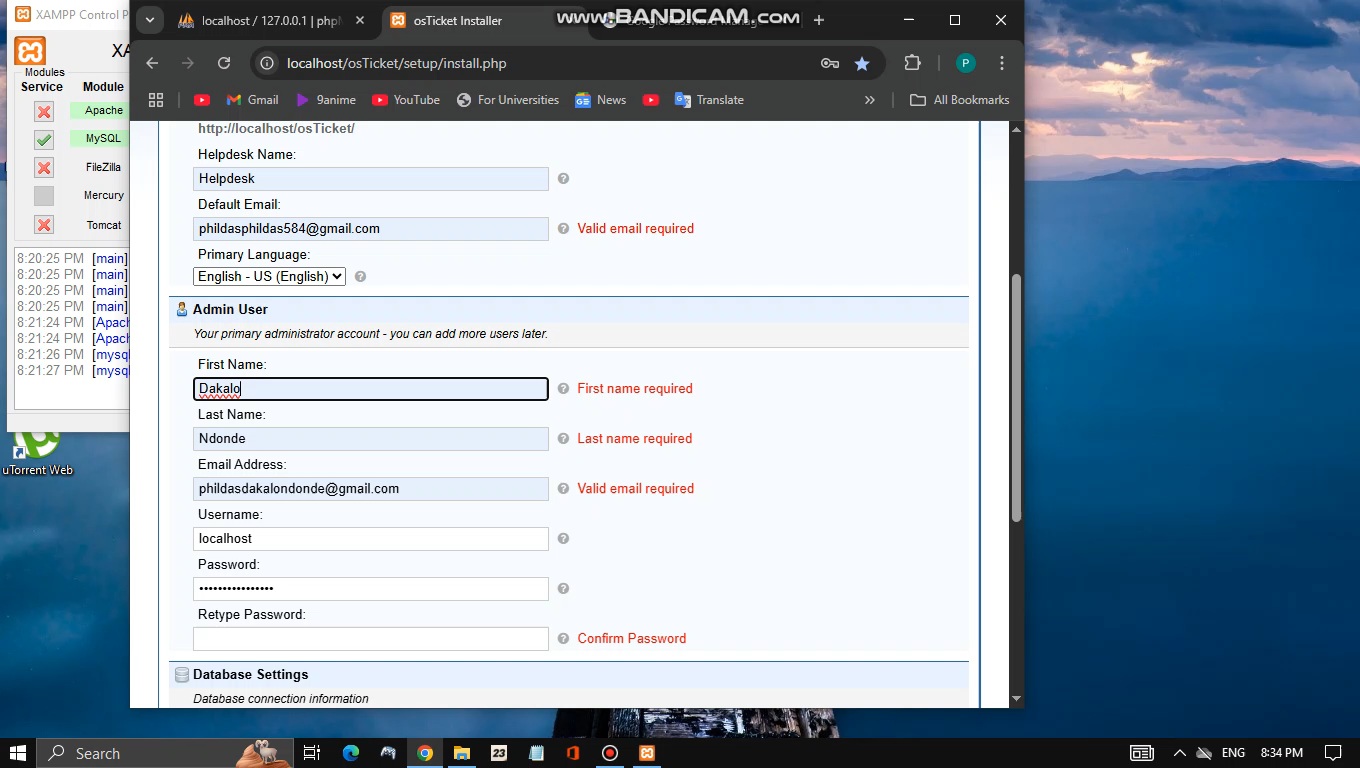 XAMPP Control P
localhost / 127.0.0.1 | php
osTicket Installer
www.BANDICAM.com
XA
localhost/osTicket/setup/install.php
P
Gmail
9anime
YouTube
For Universities
News
Translate
»
All Bookmarks
Modules
Service
Module
Apache
MySQL
FileZilla
Mercury
Tomcat
8:20:25 PM [main]
8:20:25 PM [main]
8:20:25 PM [main]
8:20:25 PM [main]
8:21:24 PM [Apach
8:21:24 PM [Apach
8:21:26 PM [mysql
8:21:27 PM [mysql
uTorrent Web
http://localhost/osTicket/
Helpdesk Name:
Helpdesk
Default Email:
phildasphildas584@gmail.com
Valid email required
Primary Language:
English - US (English)
Admin User
Your primary administrator account - you can add more users later.
First Name:
Dakalo
First name required
Last Name:
Ndonde
Last name required
Email Address:
phildasdakalondonde@gmail.com
Valid email required
Username:
localhost
Password:
••••••••••••••••
Retype Password:
Confirm Password
Database Settings
Database connection information
Search
23
ENG
8:34 PM